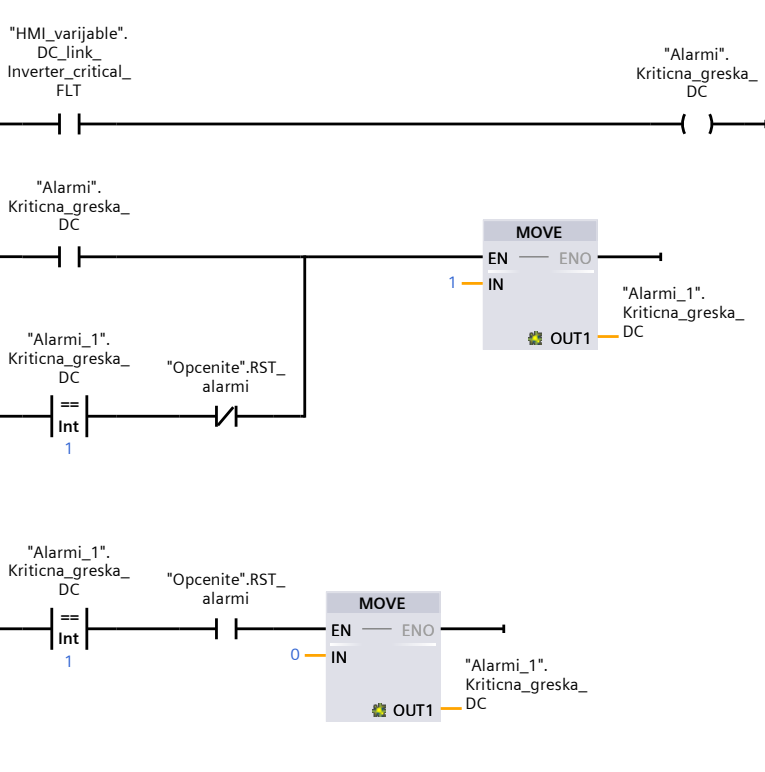 "HMI_varijable".
DC_link_
Inverter_critical_
FLT
"Alarmi".
Kriticna_greska_
DC
"Alarmi".
Kriticna_greska_
DC
MOVE
EN
ENO
1
IN
OUT1
"Alarmi_1".
Kriticna_greska_
DC
"Alarmi_1".
Kriticna_greska_
DC
==
Int
1
"Opcenite".RST_
alarmi
"Alarmi_1".
Kriticna_greska_
DC
==
Int
1
"Opcenite".RST_
alarmi
MOVE
EN
ENO
0
IN
OUT1
"Alarmi_1".
Kriticna_greska_
DC